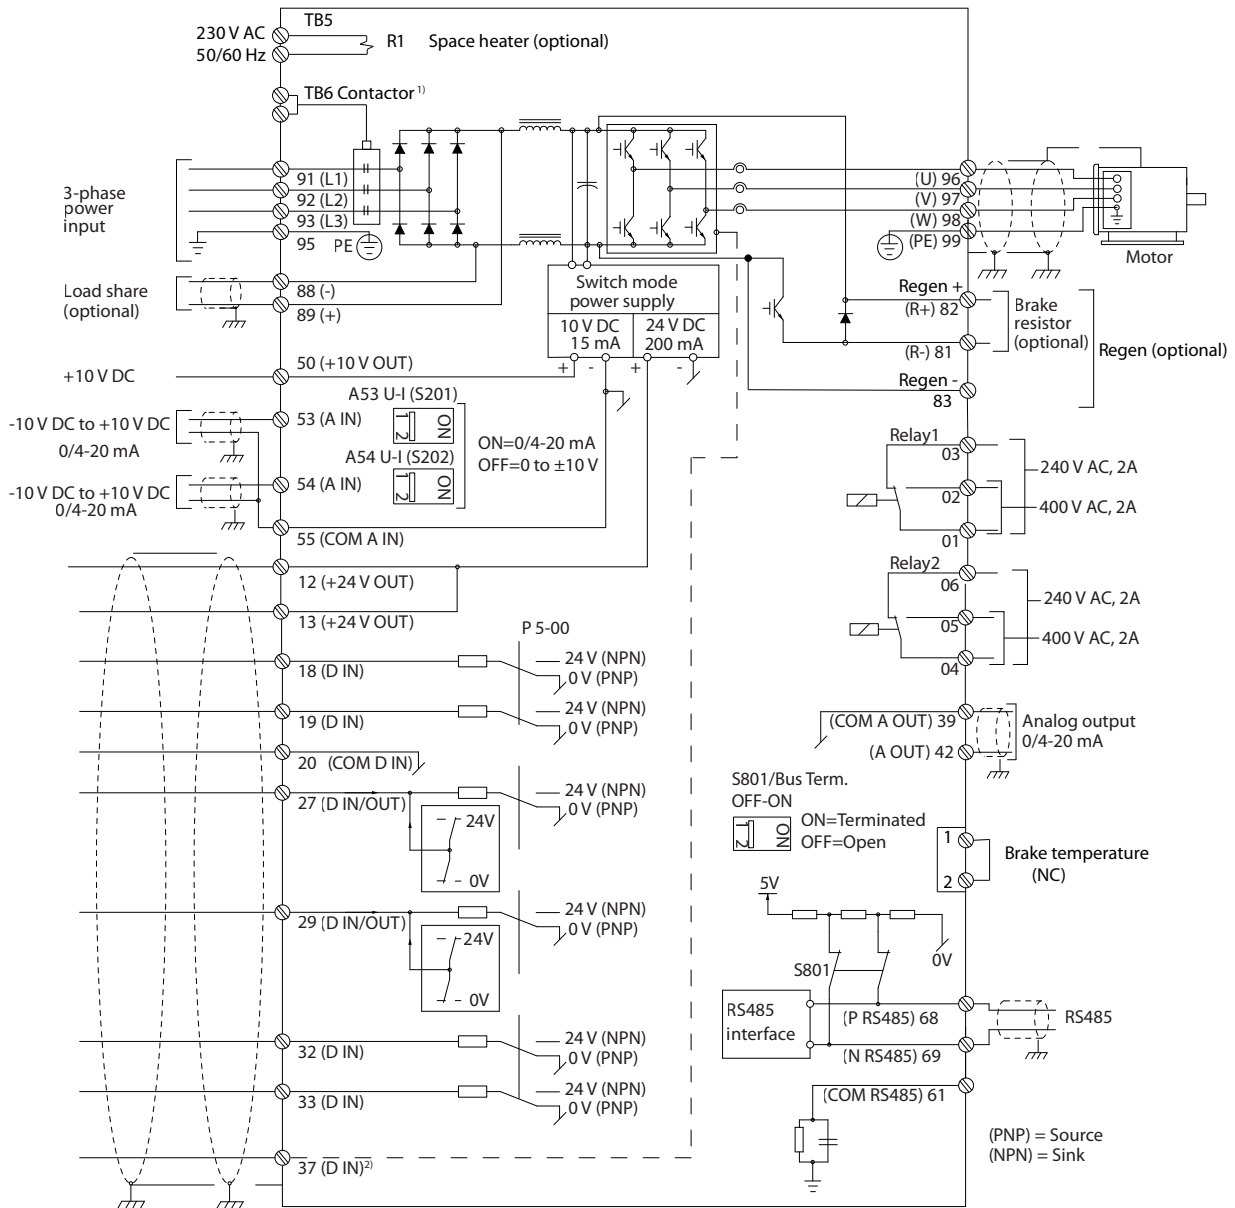 TB5
230 V AC
50/60 Hz
R1
Space heater (optional)
TB6 Contactor 1)
3-phase
power
input
91 (L1)
92 (L2)
93 (L3)
95
PE
(U) 96
(V) 97
(W) 98
(PE) 99
Motor
Load share
(optional)
88 (-)
89 (+)
Switch mode
power supply
10 V DC
15 mA
24 V DC
200 mA
+ - + -
Regen +
(R+) 82
Brake
resistor
(optional)
(R-) 81
Regen -
83
Regen (optional)
+10 V DC
50 (+10 V OUT)
A53 U-I (S201)
1 2
ON
-10 V DC to +10 V DC
0/4-20 mA
53 (A IN)
ON=0/4-20 mA
OFF=0 to ±10 V
A54 U-I (S202)
1 2
ON
-10 V DC to +10 V DC
0/4-20 mA
54 (A IN)
55 (COM A IN)
Relay1
03
02
01
240 V AC, 2A
400 V AC, 2A
12 (+24 V OUT)
13 (+24 V OUT)
Relay2
06
05
04
240 V AC, 2A
400 V AC, 2A
P 5-00
18 (D IN)
24 V (NPN)
0 V (PNP)
19 (D IN)
24 V (NPN)
0 V (PNP)
20 (COM D IN)
27 (D IN/OUT)
24 V (NPN)
0 V (PNP)
24V
0V
29 (D IN/OUT)
24 V (NPN)
0 V (PNP)
24V
0V
32 (D IN)
24 V (NPN)
0 V (PNP)
33 (D IN)
24 V (NPN)
0 V (PNP)
37 (D IN) 2)
(COM A OUT) 39
(A OUT) 42
Analog output
0/4-20 mA
S801/Bus Term.
OFF-ON
1 2
ON
ON=Terminated
OFF=Open
1
2
Brake temperature
(NC)
5V
0V
S801
RS485
interface
(P RS485) 68
(N RS485) 69
RS485
(COM RS485) 61
(PNP) = Source
(NPN) = Sink